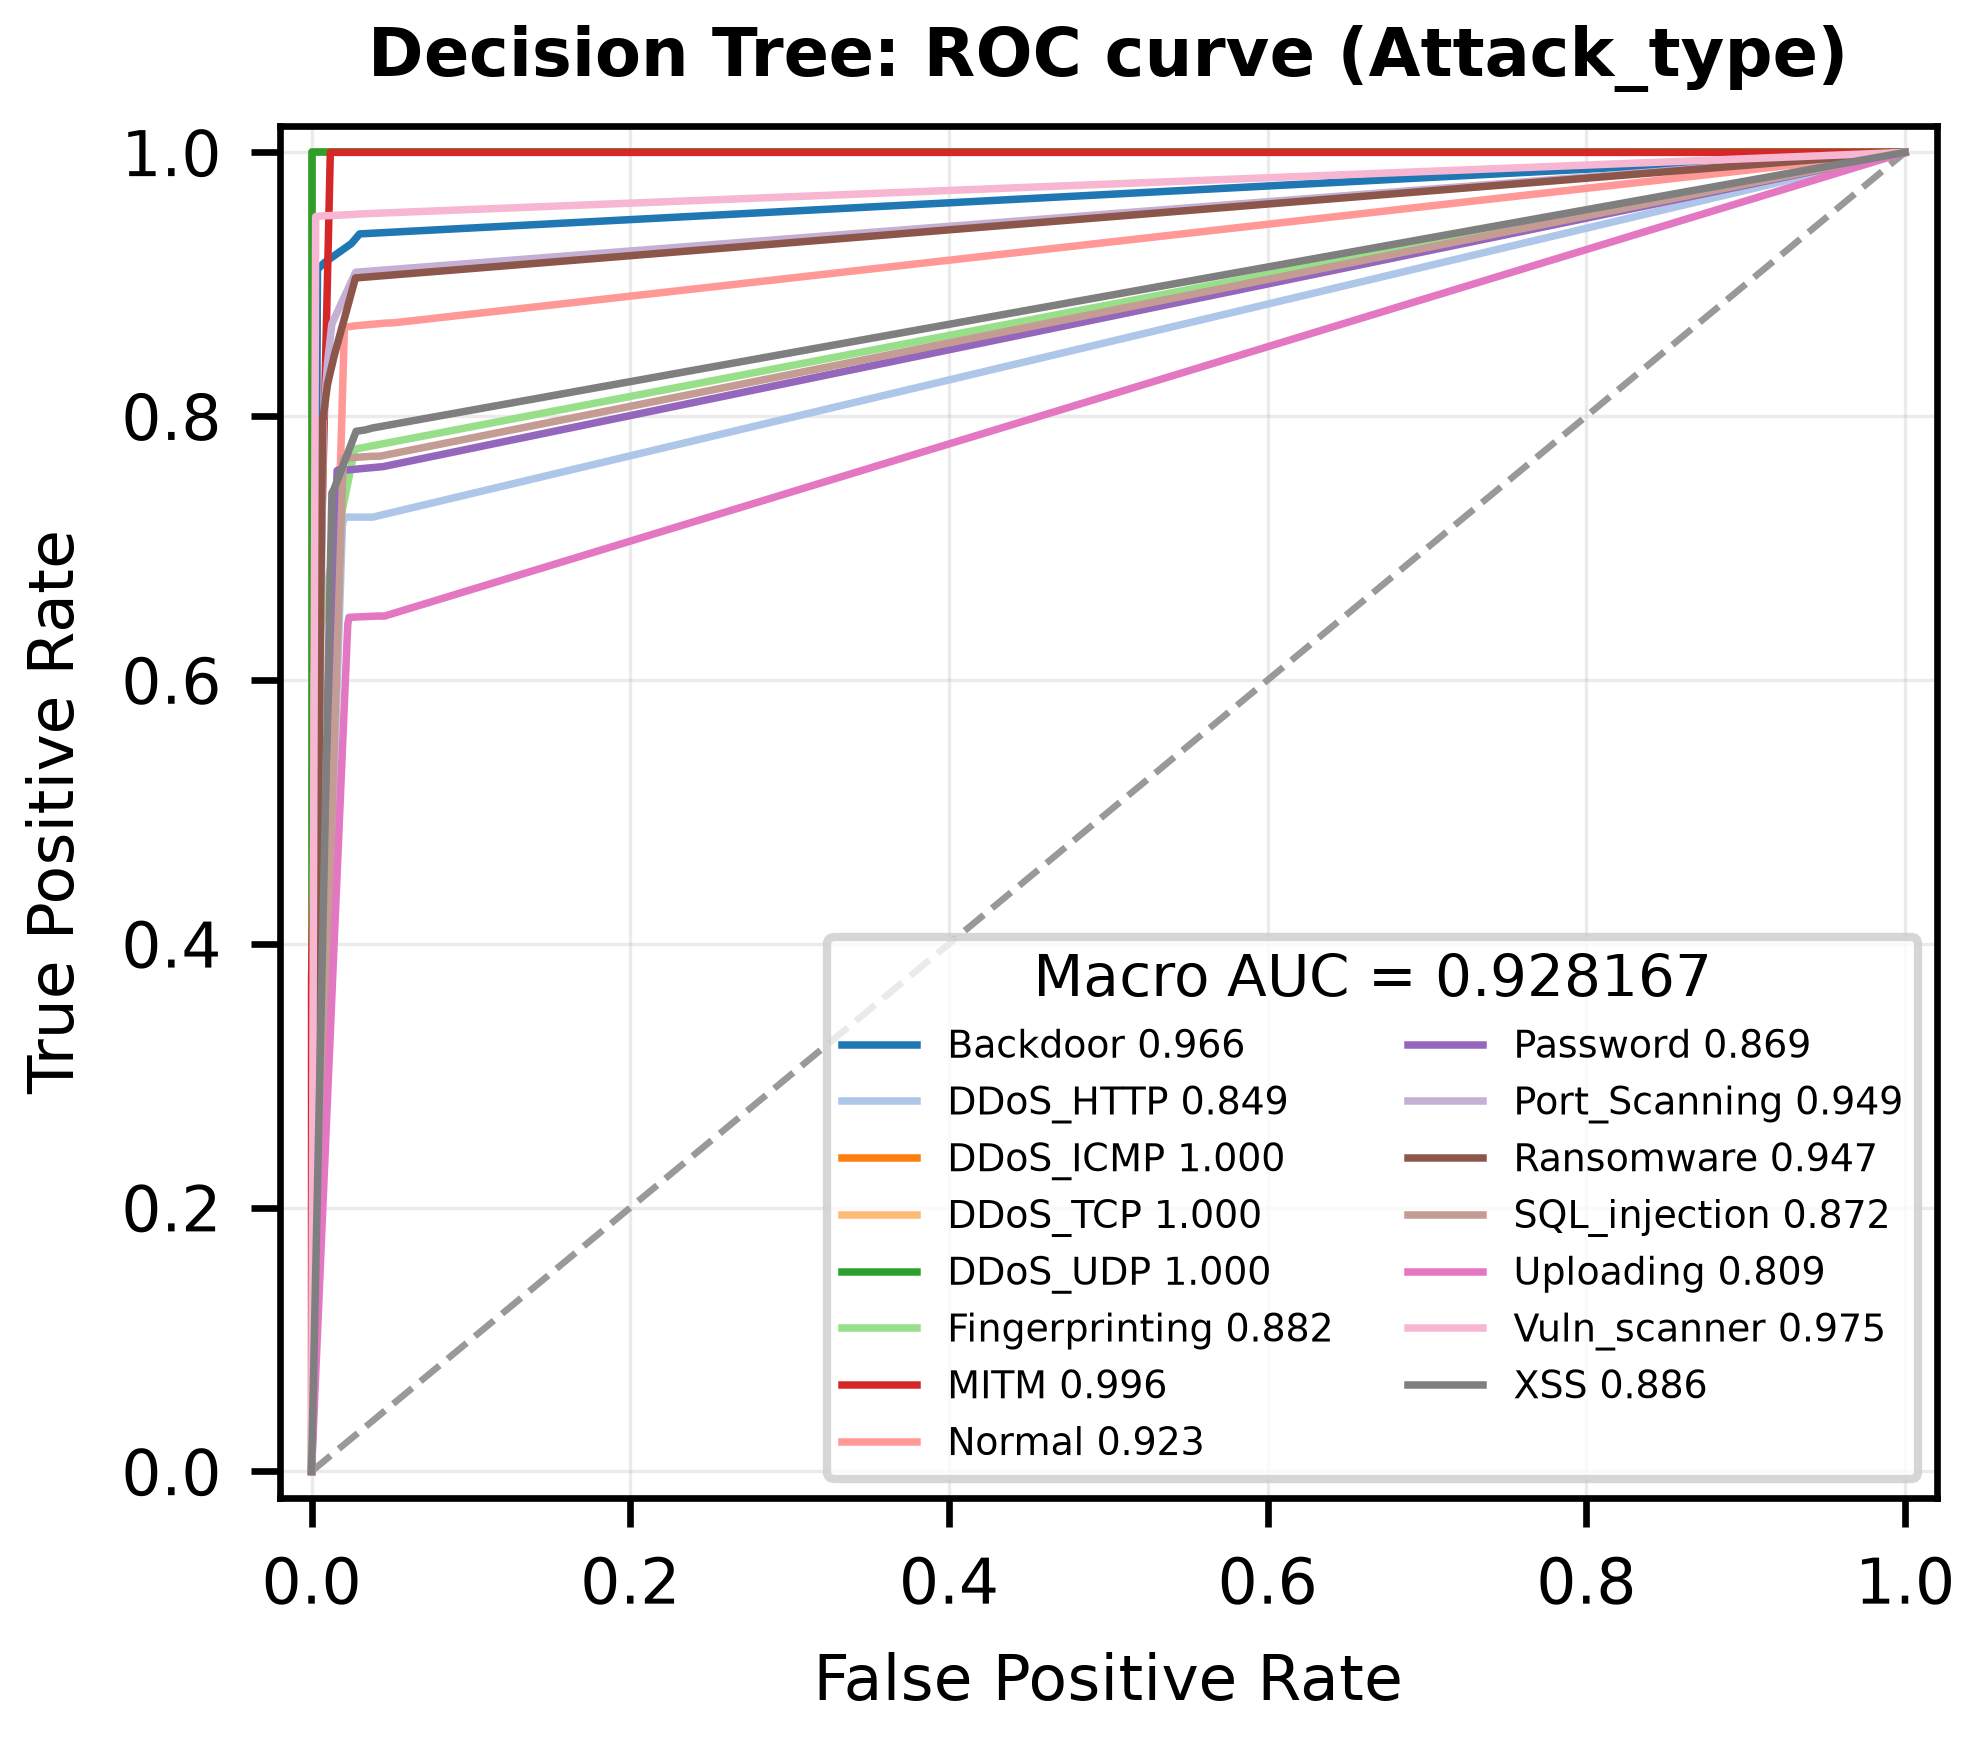 Decision Tree: ROC curve (Attack_type)
True Positive Rate
1.0
0.8
0.6
0.4
0.2
0.0
Macro AUC = 0.928167
Backdoor 0.966
DDoS_HTTP 0.849
DDoS_ICMP 1.000
DDoS_TCP 1.000
DDoS_UDP 1.000
Fingerprinting 0.882
MITM 0.996
Normal 0.923
Password 0.869
Port_Scanning 0.949
Ransomware 0.947
SQL_injection 0.872
Uploading 0.809
Vuln_scanner 0.975
XSS 0.886
0.0 0.2 0.4 0.6 0.8 1.0
False Positive Rate